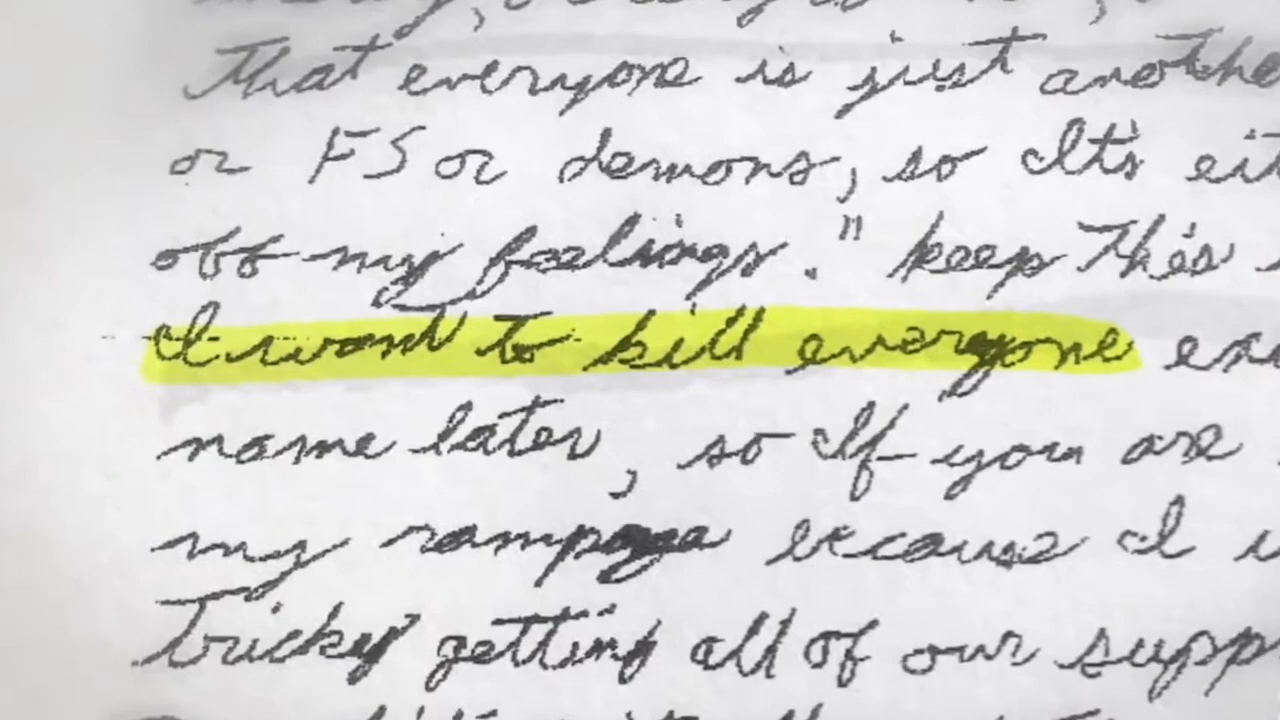 That everyone is just anothe
or FS or demons, so It's eit
off my feelings." keep this
I want to kill everyone exc
name later, so If you are
my rampage because I w
tricky getting all of our supp